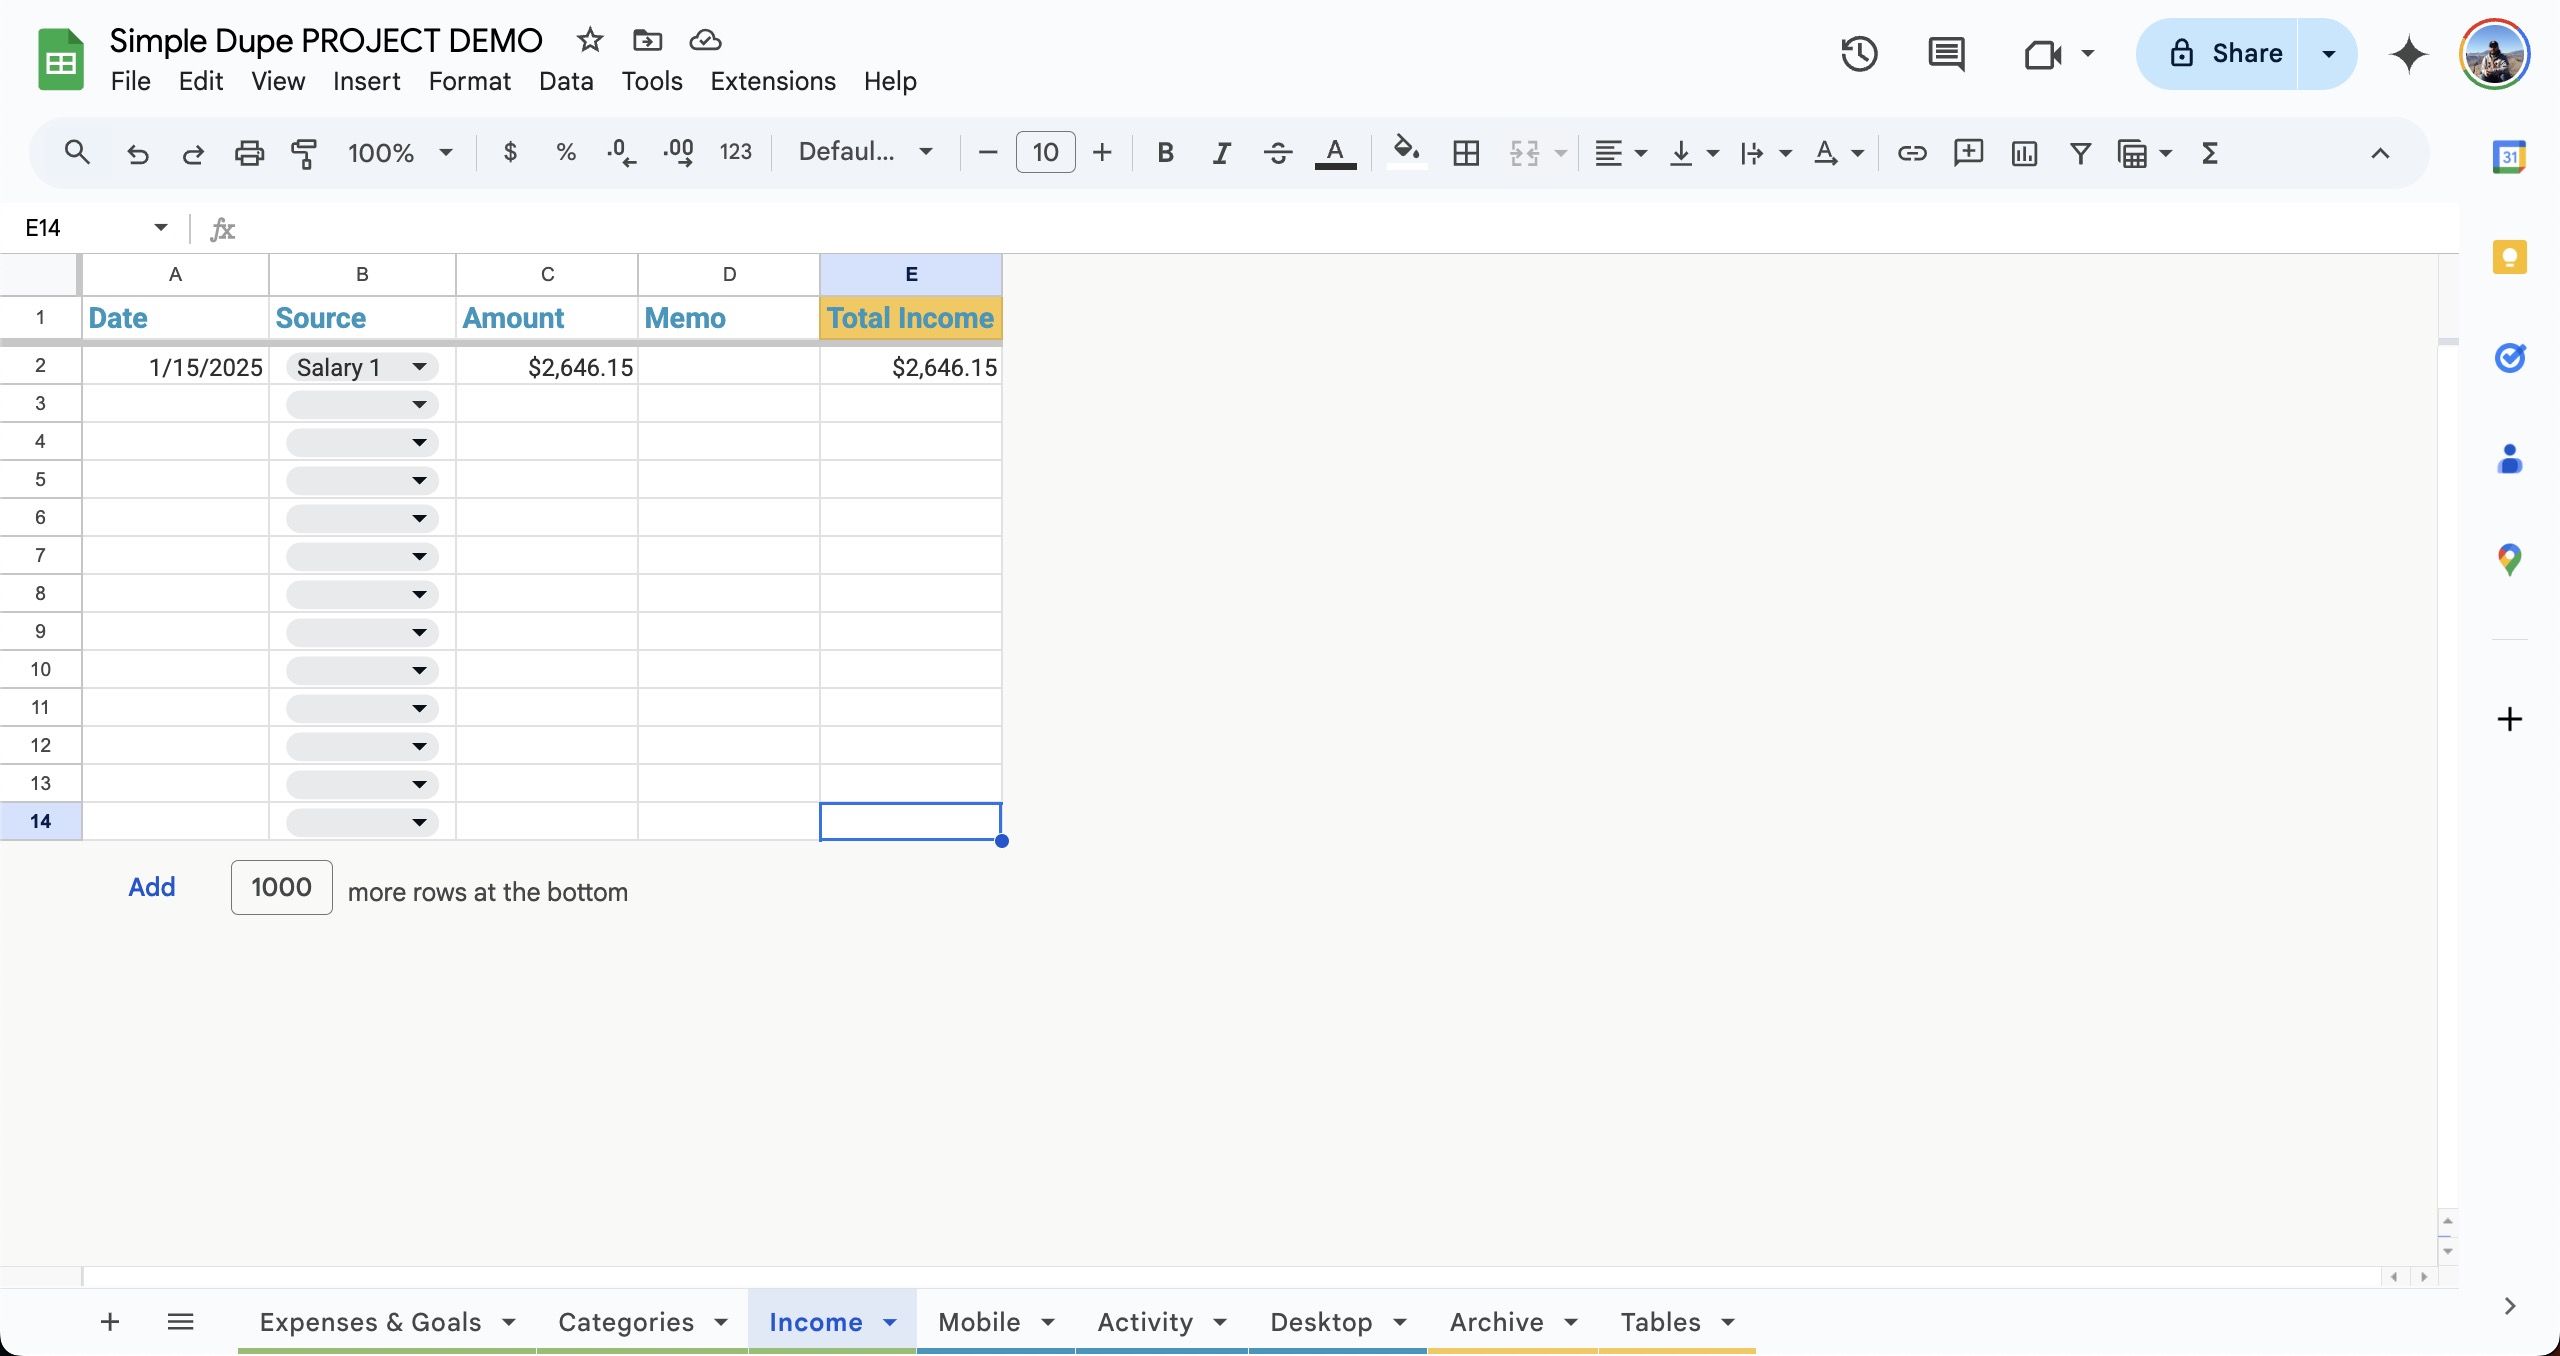 Simple Dupe PROJECT DEMO
File Edit View Insert Format Data Tools Extensions Help
Share
100% $ % .0 .00 123 Defaul... 10 B I A
31
E14 fx
A B C D E
1 Date Source Amount Memo Total Income
2 1/15/2025 Salary 1 $2,646.15 $2,646.15
3
4
5
6
7
8
9
10
11
12
13
14
Add 1000 more rows at the bottom
Expenses & Goals Categories Income Mobile Activity Desktop Archive Tables